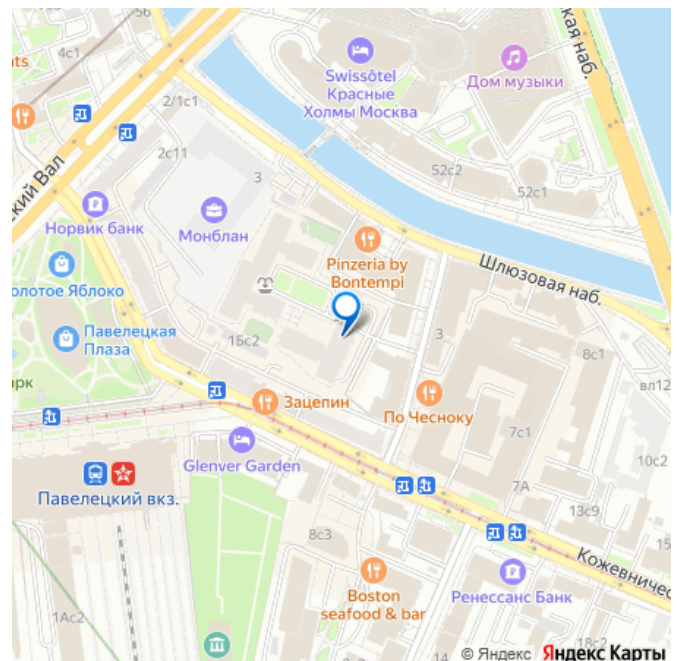 56
4с1
ts
2/1с1
2с11
3
ский Вал
Swissôtel
Красные
Холмы Москва
Дом музыки
кая наб.
52с2
52с1
Норвик банк
Монблан
Pinzeria by
Bontempi
Шлюзовая наб.
олотое Яблоко
Павелецкая
Плаза
1Бс2
3
8с1
вл12
арк
Зацепин
По Чесноку
7с1
Glenver Garden
10с2
Павелецкий вкз.
7А
13с9
8с3
15
Кожевничес
Boston
seafood & bar
Ренессанс Банк
1Ас2
18с2
© Яндекс Яндекс Карты